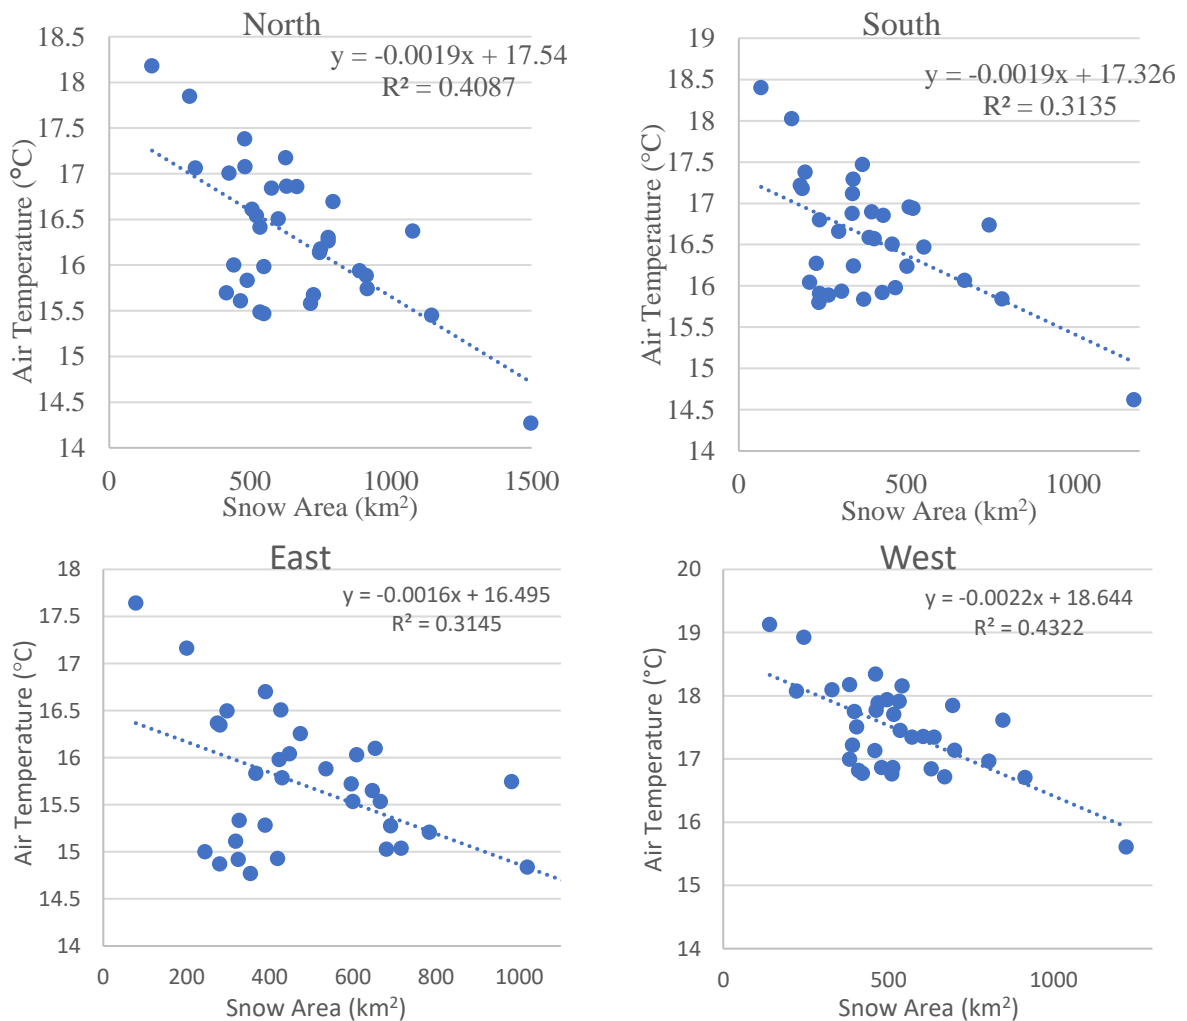 North
y = -0.0019x + 17.54
R² = 0.4087
Air Temperature (°C)
18.5
18
17.5
17
16.5
16
15.5
15
14.5
14
0
500
1000
1500
Snow Area (km²)
South
y = -0.0019x + 17.326
R² = 0.3135
Air Temperature (°C)
19
18.5
18
17.5
17
16.5
16
15.5
15
14.5
14
0
500
1000
Snow Area (km²)
East
y = -0.0016x + 16.495
R² = 0.3145
Air Temperature (°C)
18
17.5
17
16.5
16
15.5
15
14.5
14
0
200
400
600
800
1000
Snow Area (km²)
West
y = -0.0022x + 18.644
R² = 0.4322
Air Temperature (°C)
20
19
18
17
16
15
14
0
500
1000
Snow Area (km²)